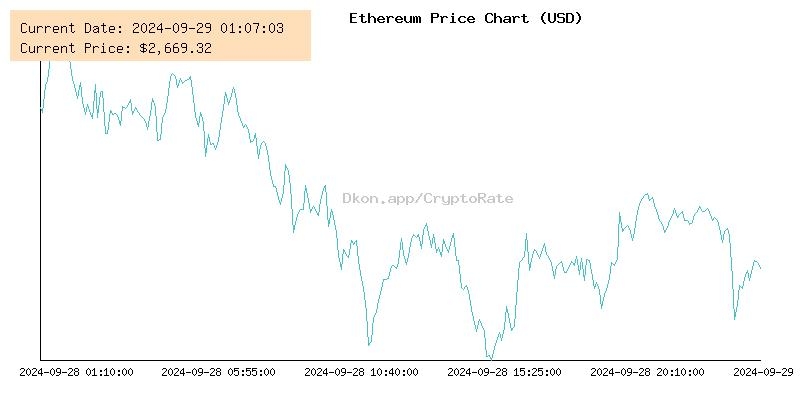 Ethereum Price Chart (USD)
Current Date: 2024-09-29 01:07:03
Current Price: $2,669.32
Dkon.app/CryptoRate
2024-09-28 01:10:00 2024-09-28 05:55:00 2024-09-28 10:40:00 2024-09-28 15:25:00 2024-09-28 20:10:00 2024-09-29